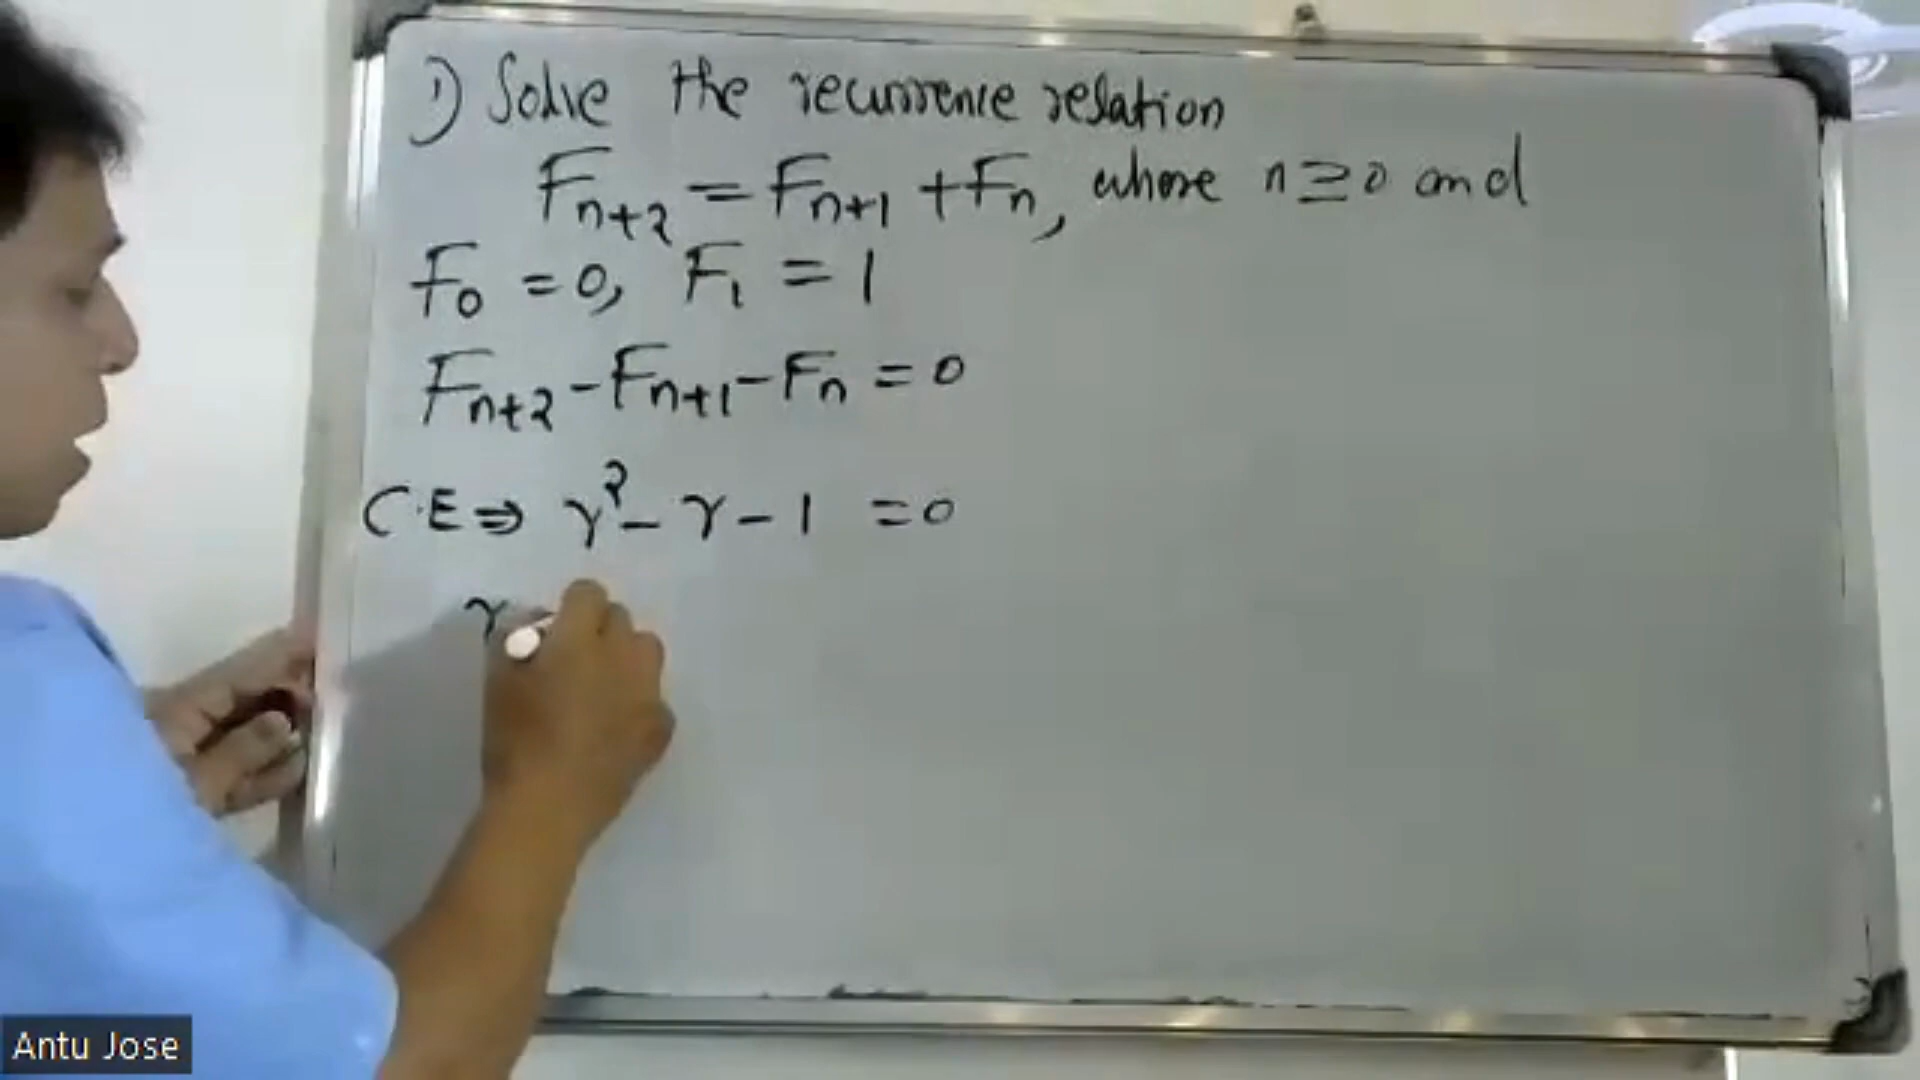 1) Solve the recurrence relation
Fₙ₊₂ = Fₙ₊₁ + Fₙ, where n ≥ 0 and
F₀ = 0, F₁ = 1
Fₙ₊₂ - Fₙ₊₁ - Fₙ = 0
C.E ⇒ r² - r - 1 = 0
r
Antu Jose